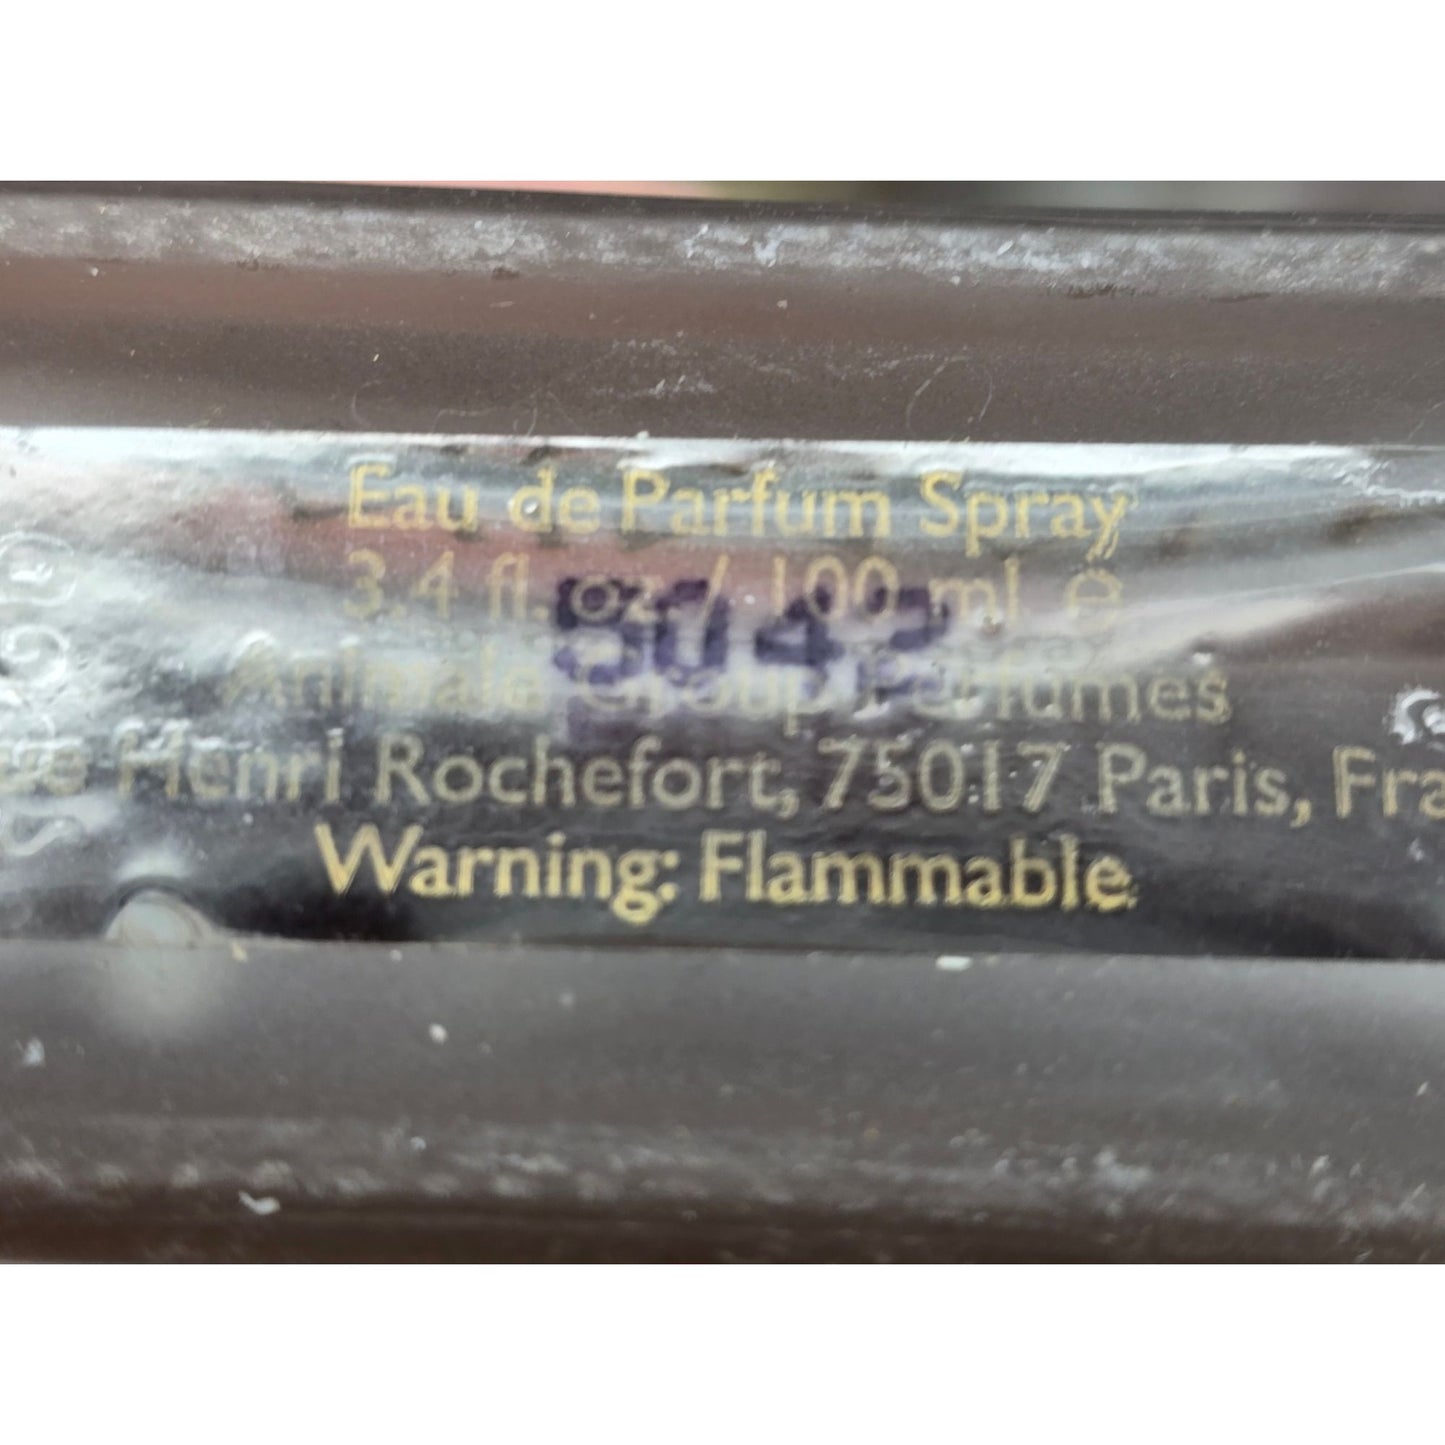 Eau de Parfum Spray
3.4 fl. oz. / 100 ml e
5042
Animale Group Parfumes
Henri Rochefort, 75017 Paris,
Warning: Flammable